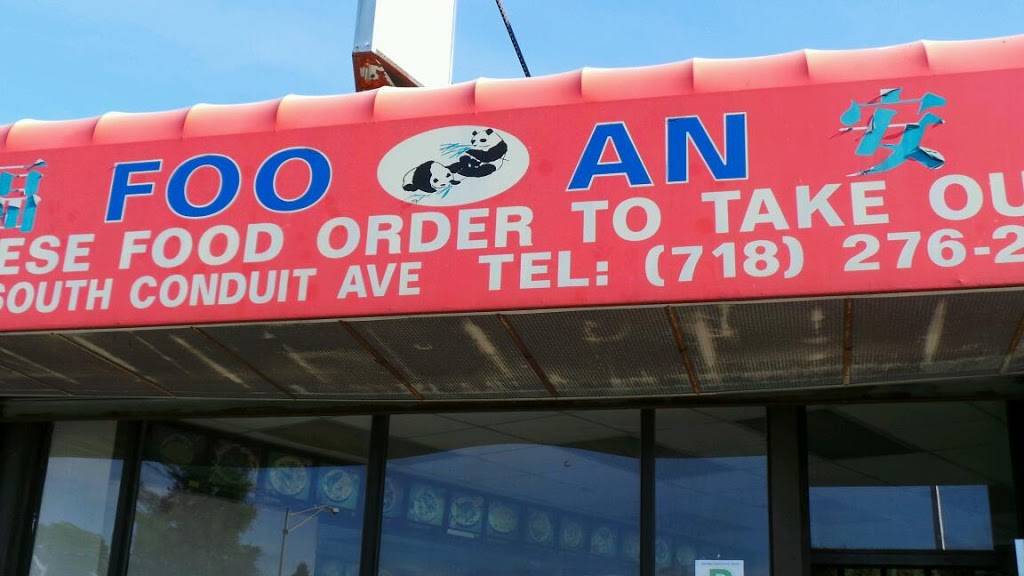 FOO AN 安
ESE FOOD ORDER TO TAKE OU
SOUTH CONDUIT AVE TEL: (718) 276-2